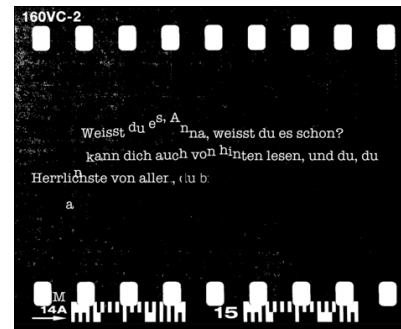 160VC-2
Weisst du es, Anna, weisst du es schon?
Man kann dich auch von hinten lesen, und du, du
Herrlichste von
14A 15